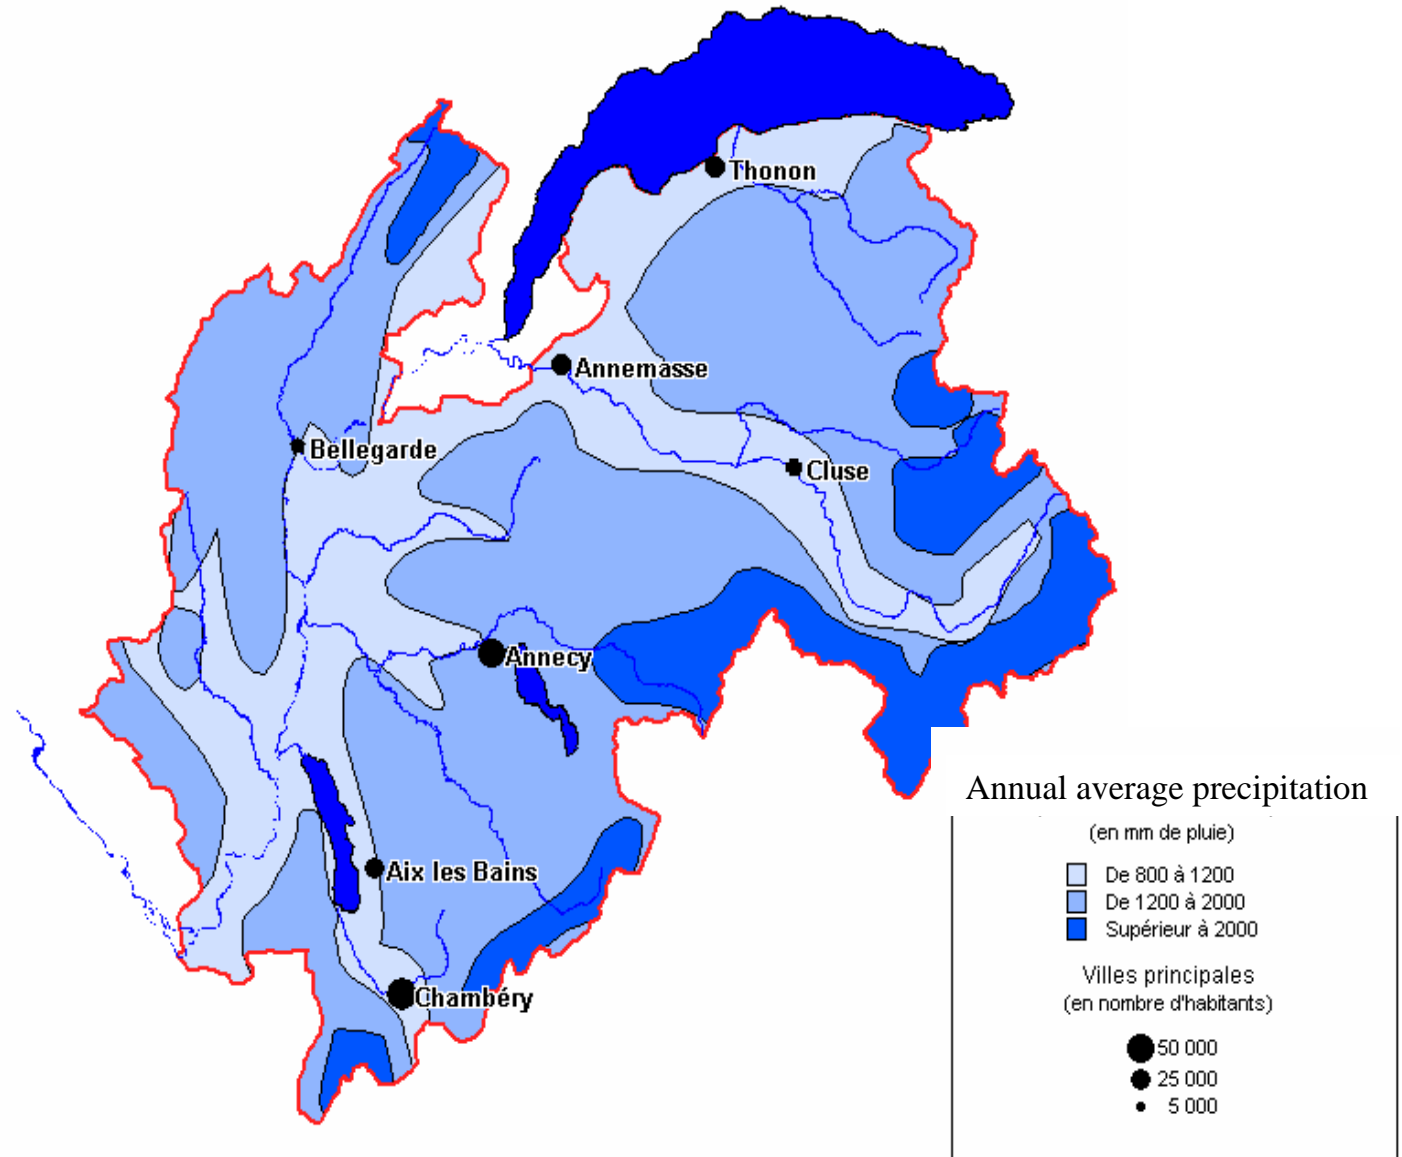 Thonon
Annemasse
Bellegarde
Cluse
Annecy
Aix les Bains
Chambéry
Annual average precipitation
(en mm de pluie)
De 800 à 1200
De 1200 à 2000
Supérieur à 2000
Villes principales
(en nombre d'habitants)
50 000
25 000
5 000